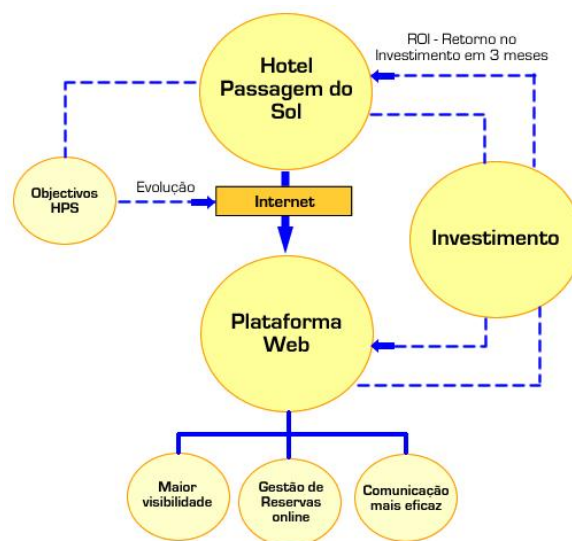 ROI - Retorno no
Investimento em 3 meses
Hotel
Passagem do
Sol
Objectivos
HPS
Evolução
Internet
Investimento
Plataforma
Web
Maior
visibilidade
Gestão de
Reservas
online
Comunicação
mais eficaz